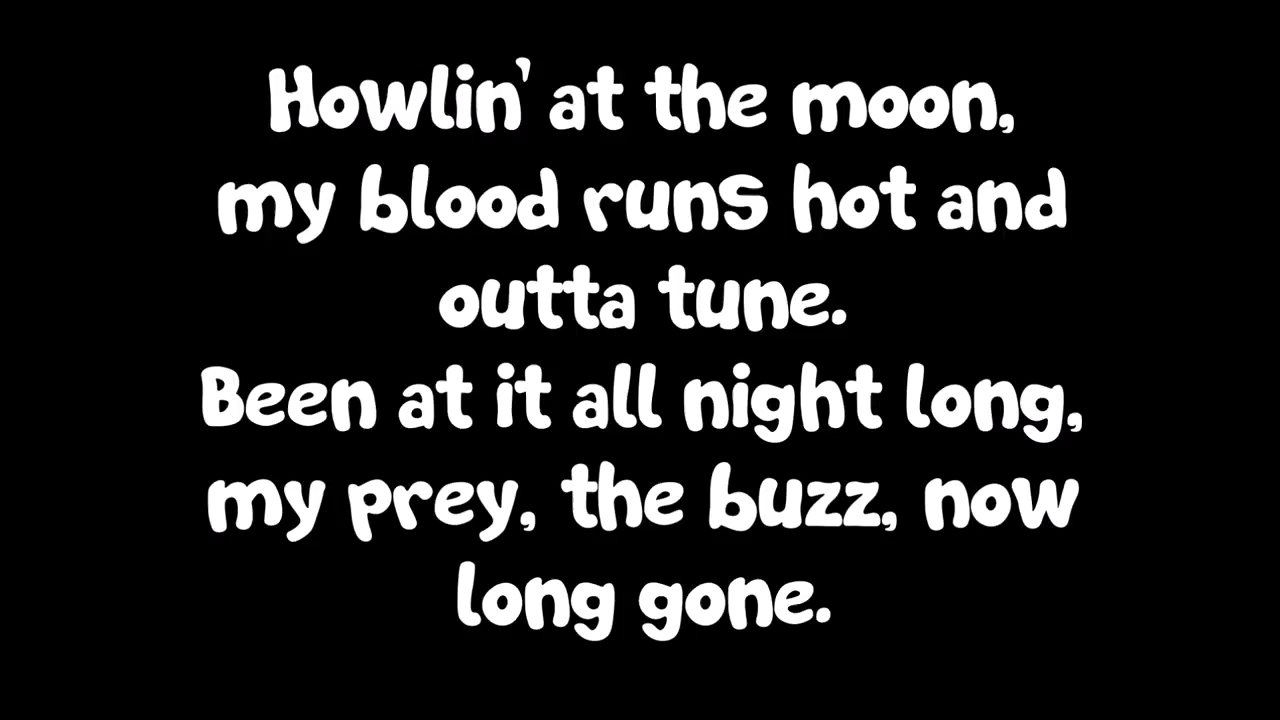 Howlin' at the moon,
my blood runs hot and
outta tune.
Been at it all night long,
my prey, the buzz, now
long gone.